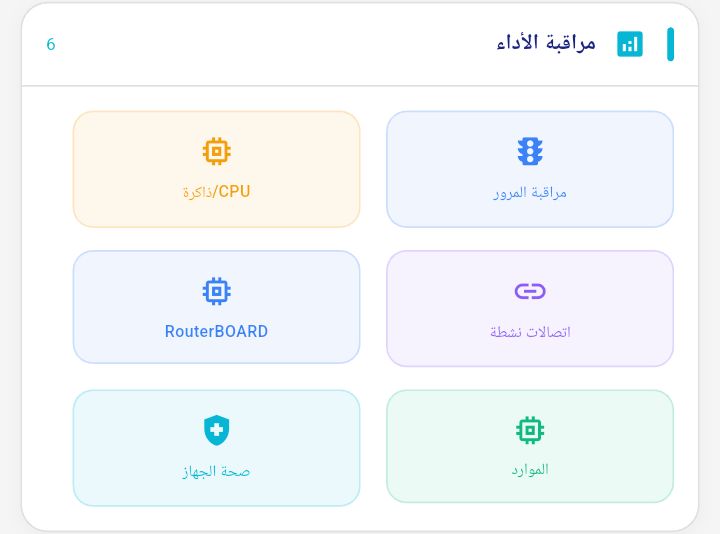 مراقبة الأداء
6
مراقبة المرور
CPU/ذاكرة
اتصالات نشطة
RouterBOARD
الموارد
صحة الجهاز